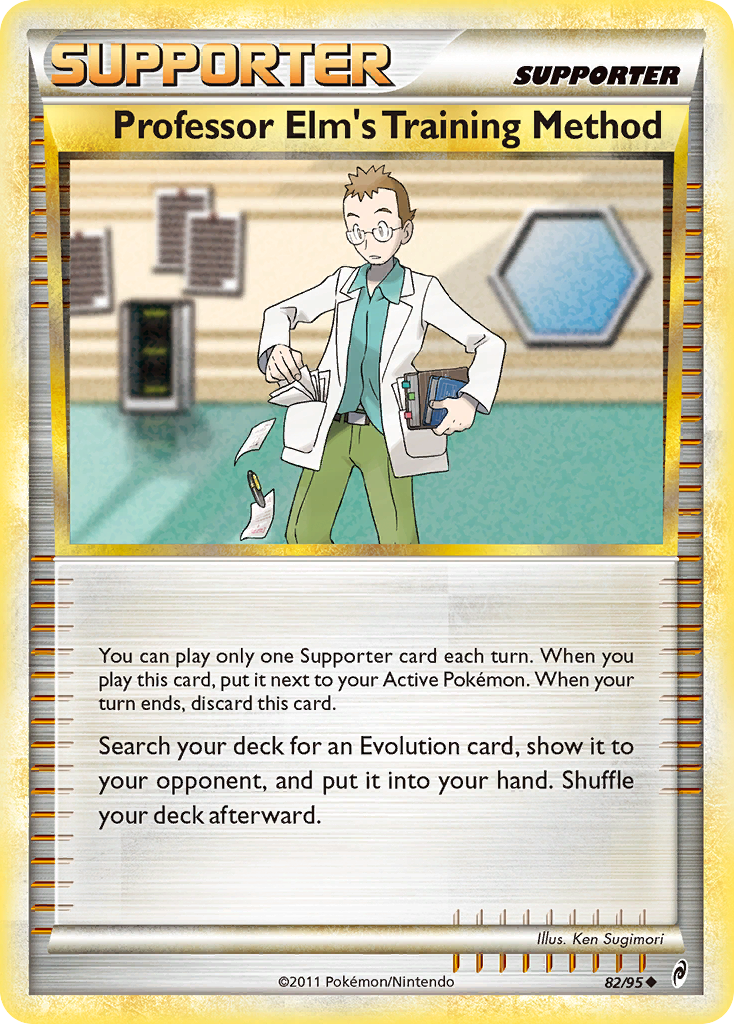 SUPPORTER
SUPPORTER
Professor Elm's Training Method
You can play only one Supporter card each turn. When you
play this card, put it next to your Active Pokémon. When your
turn ends, discard this card.
Search your deck for an Evolution card, show it to
your opponent, and put it into your hand. Shuffle
your deck afterward.
Illus. Ken Sugimori
©2011 Pokémon/Nintendo
82/95